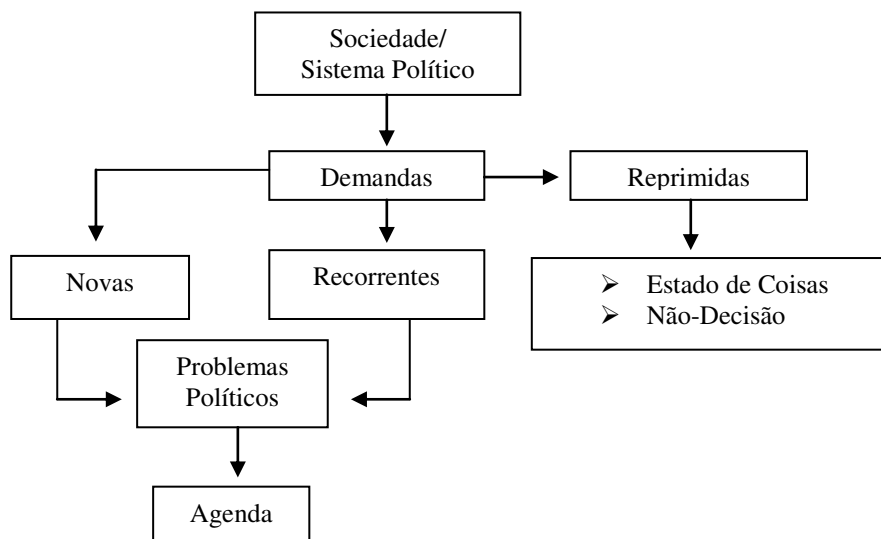 Sociedade/
Sistema Político
Demandas
Reprimidas
Novas
Recorrentes
➢ Estado de Coisas
➢ Não-Decisão
Problemas
Políticos
Agenda